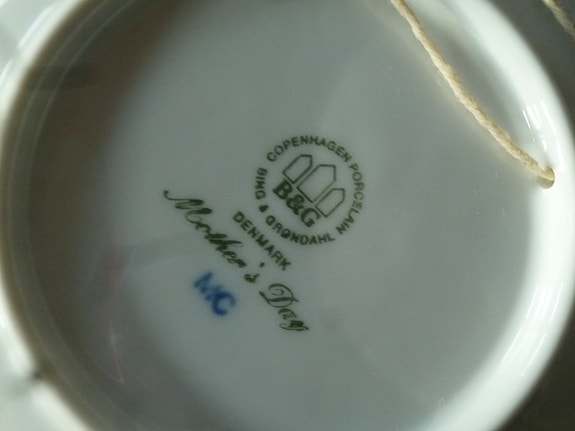 COPENHAGEN PORCELAIN
B&G
BING & GRØNDAHL
DENMARK
Mother's Day
MC